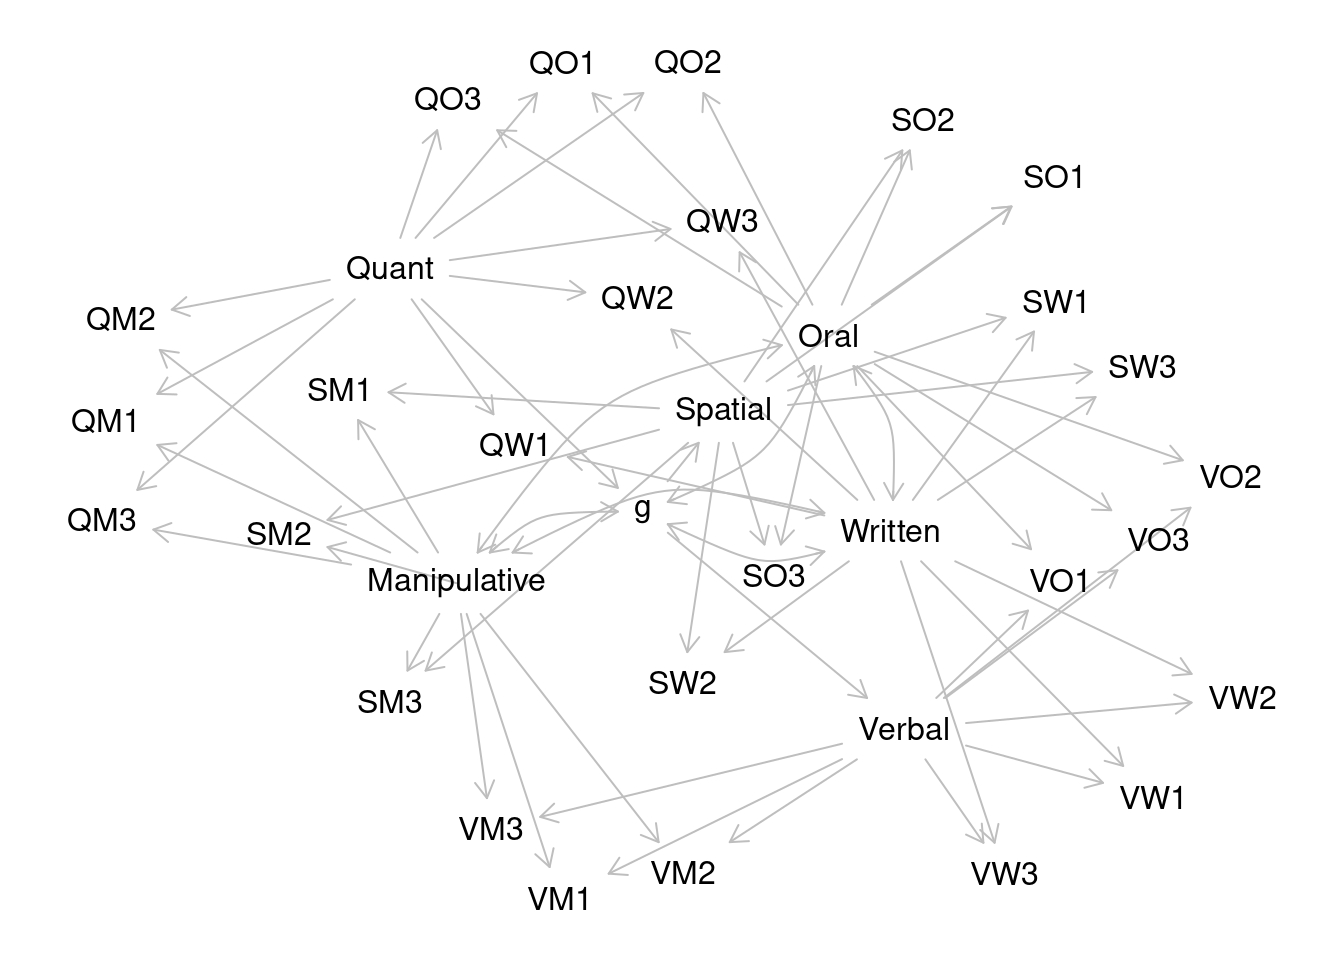 QO1
QO2
QO3
SO2
SO1
QW3
Quant
QW2
SW1
QM2
Oral
SW3
SM1
Spatial
QM1
QW1
VO2
g
QM3
SM2
Written
VO3
SO3
Manipulative
VO1
SW2
VW2
SM3
Verbal
VW1
VM3
VM2
VW3
VM1